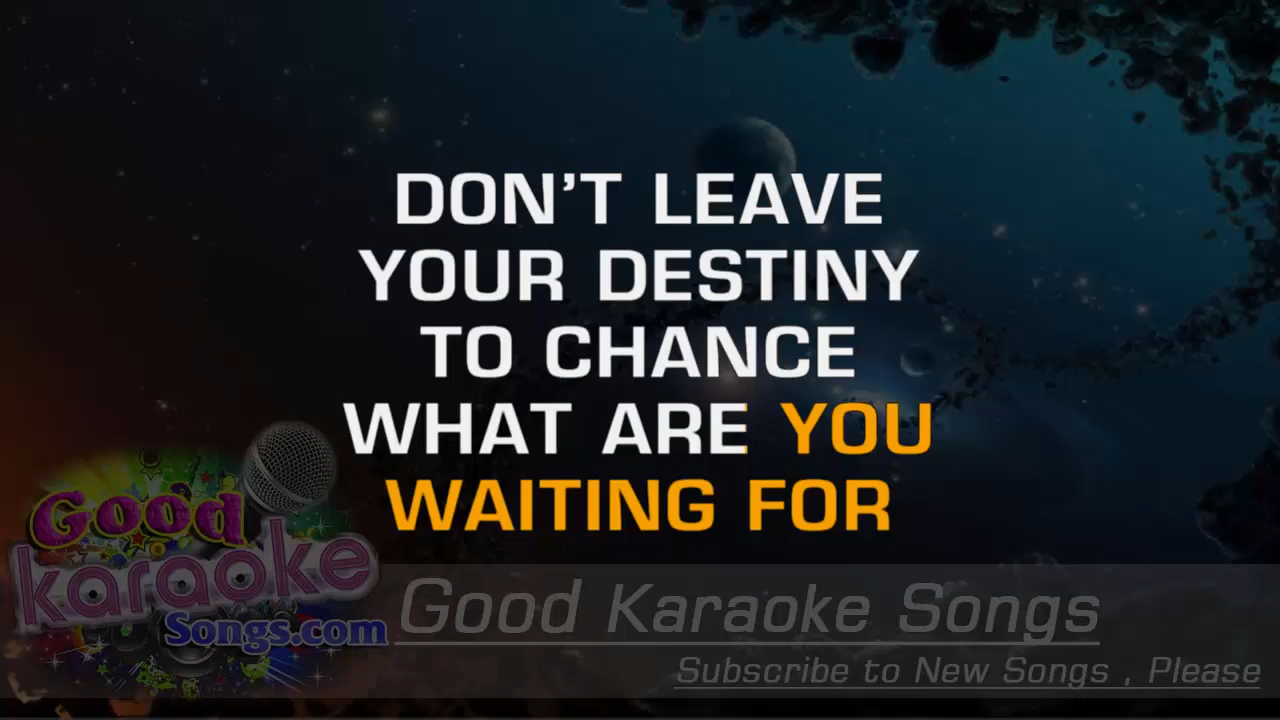 DON'T LEAVE
YOUR DESTINY
TO CHANCE
WHAT ARE YOU
WAITING FOR
Good
karaoke
Songs.com
Good Karaoke Songs
Subscribe to New Songs , Please